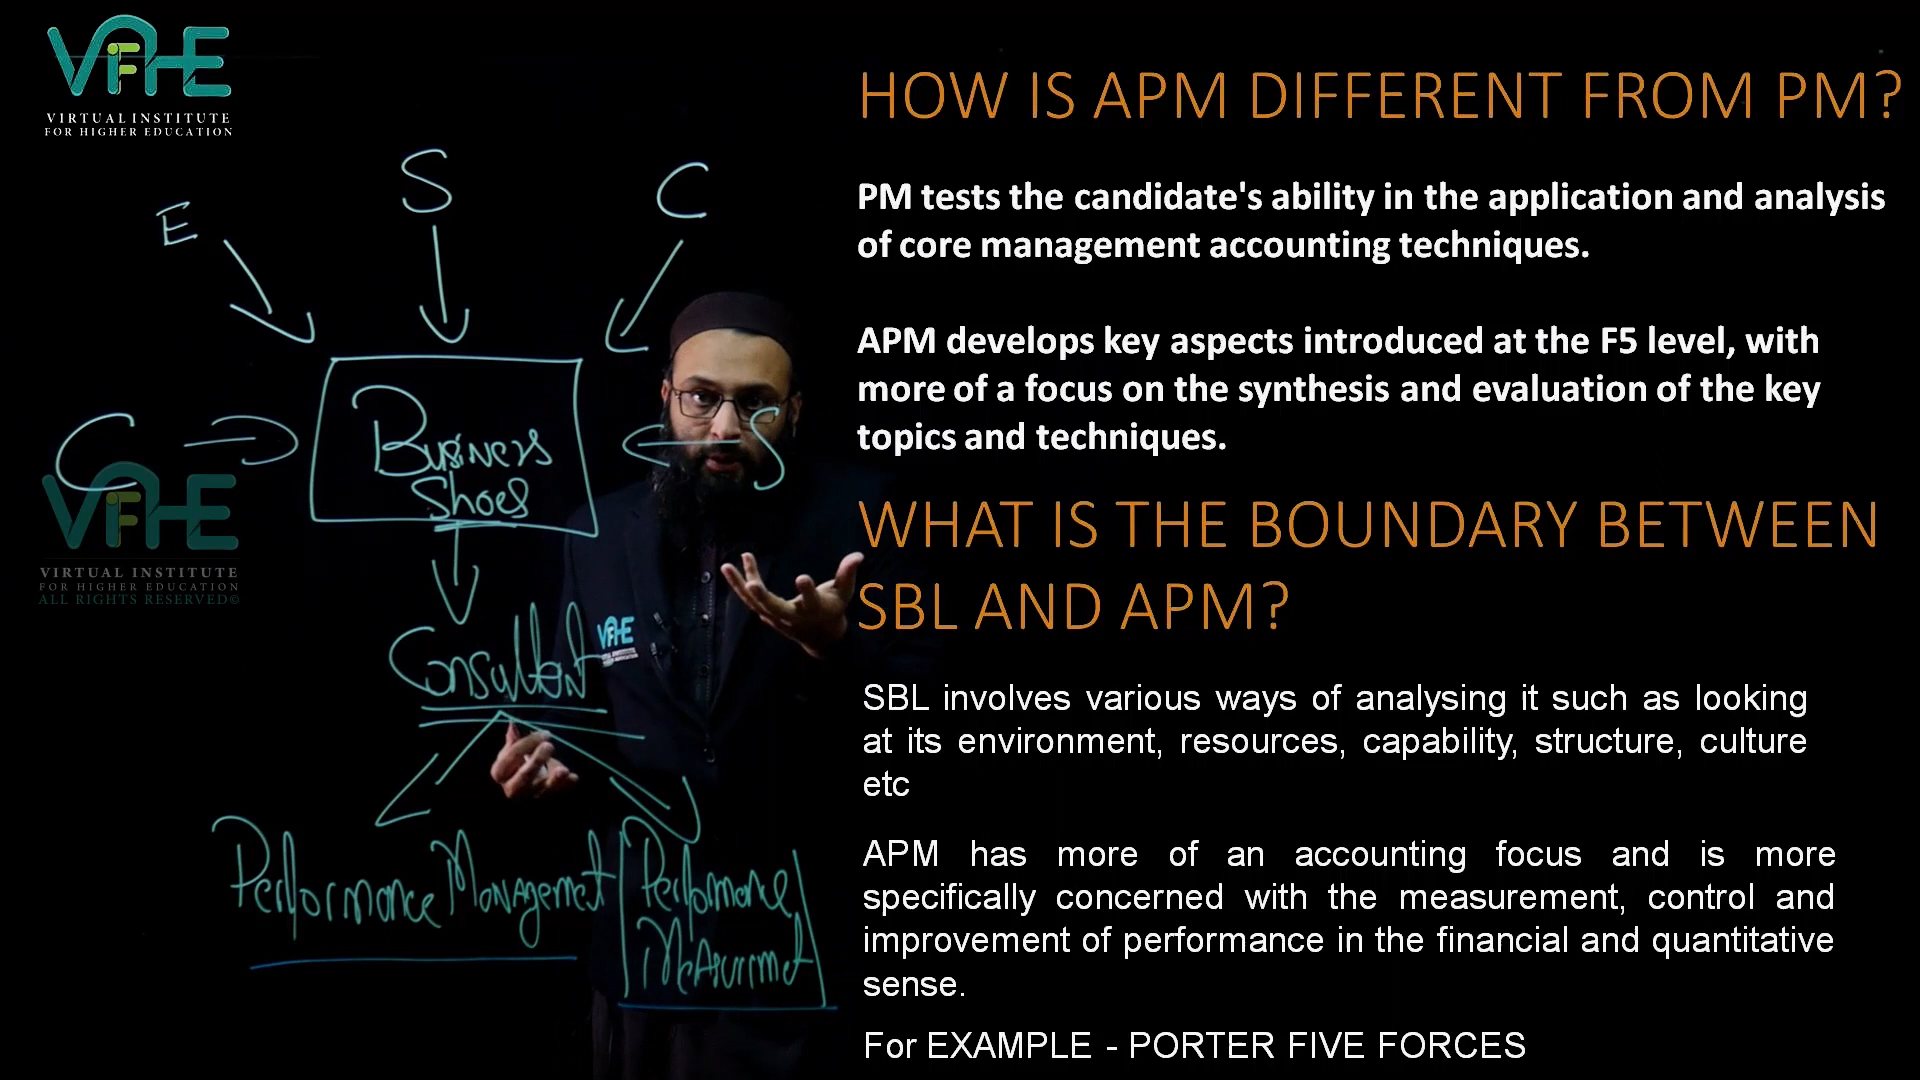 VIFHE
VIRTUAL INSTITUTE
FOR HIGHER EDUCATION
HOW IS APM DIFFERENT FROM PM?
PM tests the candidate's ability in the application and analysis
of core management accounting techniques.
APM develops key aspects introduced at the F5 level, with
more of a focus on the synthesis and evaluation of the key
topics and techniques.
WHAT IS THE BOUNDARY BETWEEN
SBL AND APM?
SBL involves various ways of analysing it such as looking
at its environment, resources, capability, structure, culture
etc
APM has more of an accounting focus and is more
specifically concerned with the measurement, control and
improvement of performance in the financial and quantitative
sense.
For EXAMPLE - PORTER FIVE FORCES
E
S
C
C
S
Business
Shoes
VIFHE
VIRTUAL INSTITUTE
FOR HIGHER EDUCATION
ALL RIGHTS RESERVED©
Consultant
VIFHE
Performance Management
Performance
Measurmet